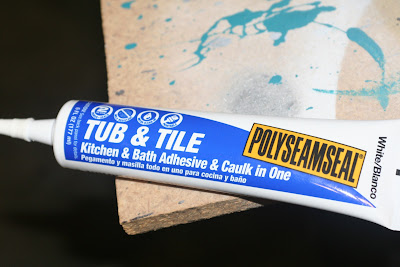 TUB & TILE
POLYSEAMSEAL®
Kitchen & Bath Adhesive & Caulk in One
Pegamento y masilla todo en uno para cocina y baño
White/Blanco